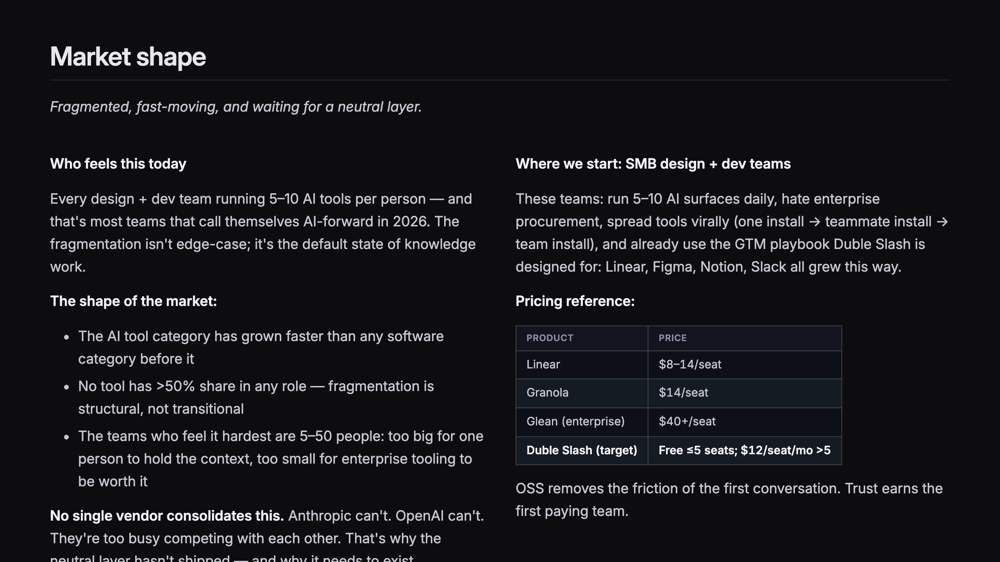 Market shape
Fragmented, fast-moving, and waiting for a neutral layer.
Who feels this today
Every design + dev team running 5–10 AI tools per person — and
that's most teams that call themselves AI-forward in 2026. The
fragmentation isn't edge-case; it's the default state of knowledge
work.
The shape of the market:
• The AI tool category has grown faster than any software
category before it
• No tool has >50% share in any role — fragmentation is
structural, not transitional
• The teams who feel it hardest are 5–50 people: too big for one
person to hold the context, too small for enterprise tooling to
be worth it
No single vendor consolidates this. Anthropic can't. OpenAI can't.
They're too busy competing with each other. That's why the
neutral layer hasn't shipped — and why it needs to exist
Where we start: SMB design + dev teams
These teams: run 5–10 AI surfaces daily, hate enterprise
procurement, spread tools virally (one install → teammate install →
team install), and already use the GTM playbook Duble Slash is
designed for: Linear, Figma, Notion, Slack all grew this way.
Pricing reference:
PRODUCT PRICE
Linear $8–14/seat
Granola $14/seat
Glean (enterprise) $40+/seat
Duble Slash (target) Free ≤5 seats; $12/seat/mo >5
OSS removes the friction of the first conversation. Trust earns the
first paying team.